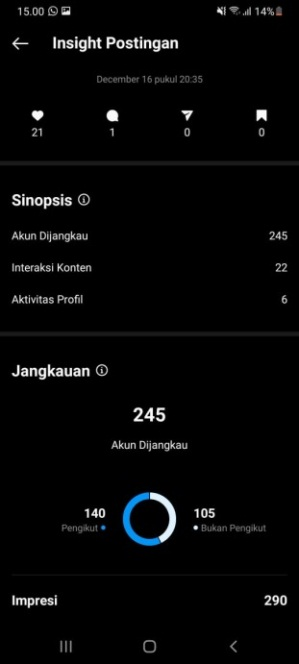 15.00 14%
Insight Postingan
December 16 pukul 20:35
21 1 0 0
Sinopsis
Akun Dijangkau 245
Interaksi Konten 22
Aktivitas Profil 6
Jangkauan
245
Akun Dijangkau
140 105
Pengikut Bukan Pengikut
Impresi 290